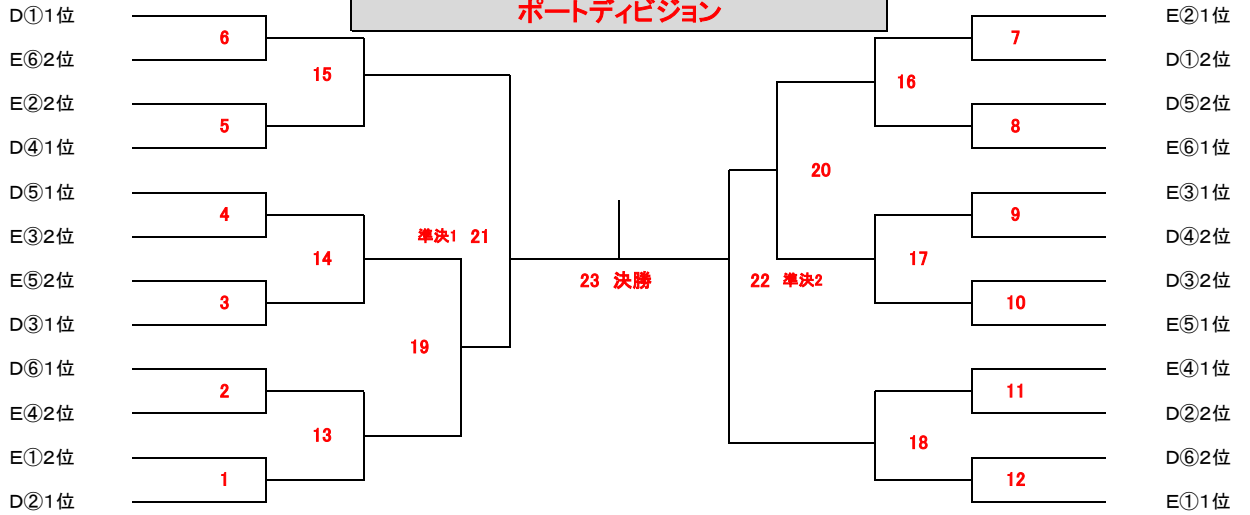 ポートディビジョン
D①1位
E⑥2位
E②2位
D④1位
D⑤1位
E③2位
E⑤2位
D③1位
D⑥1位
E④2位
E①2位
D②1位
6
5
4
3
2
1
15
14
13
19
準決1 21
23 決勝
22 準決2
20
16
17
18
7
8
9
10
11
12
E②1位
D①2位
D⑤2位
E⑥1位
E③1位
D④2位
D③2位
E⑤1位
E④1位
D②2位
D⑥2位
E①1位